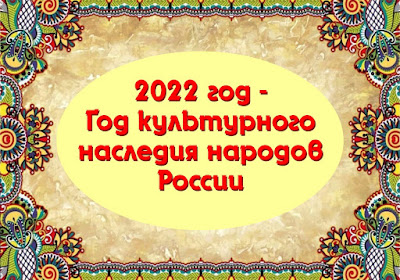 2022 год -
Год культурного
наследия народов
России